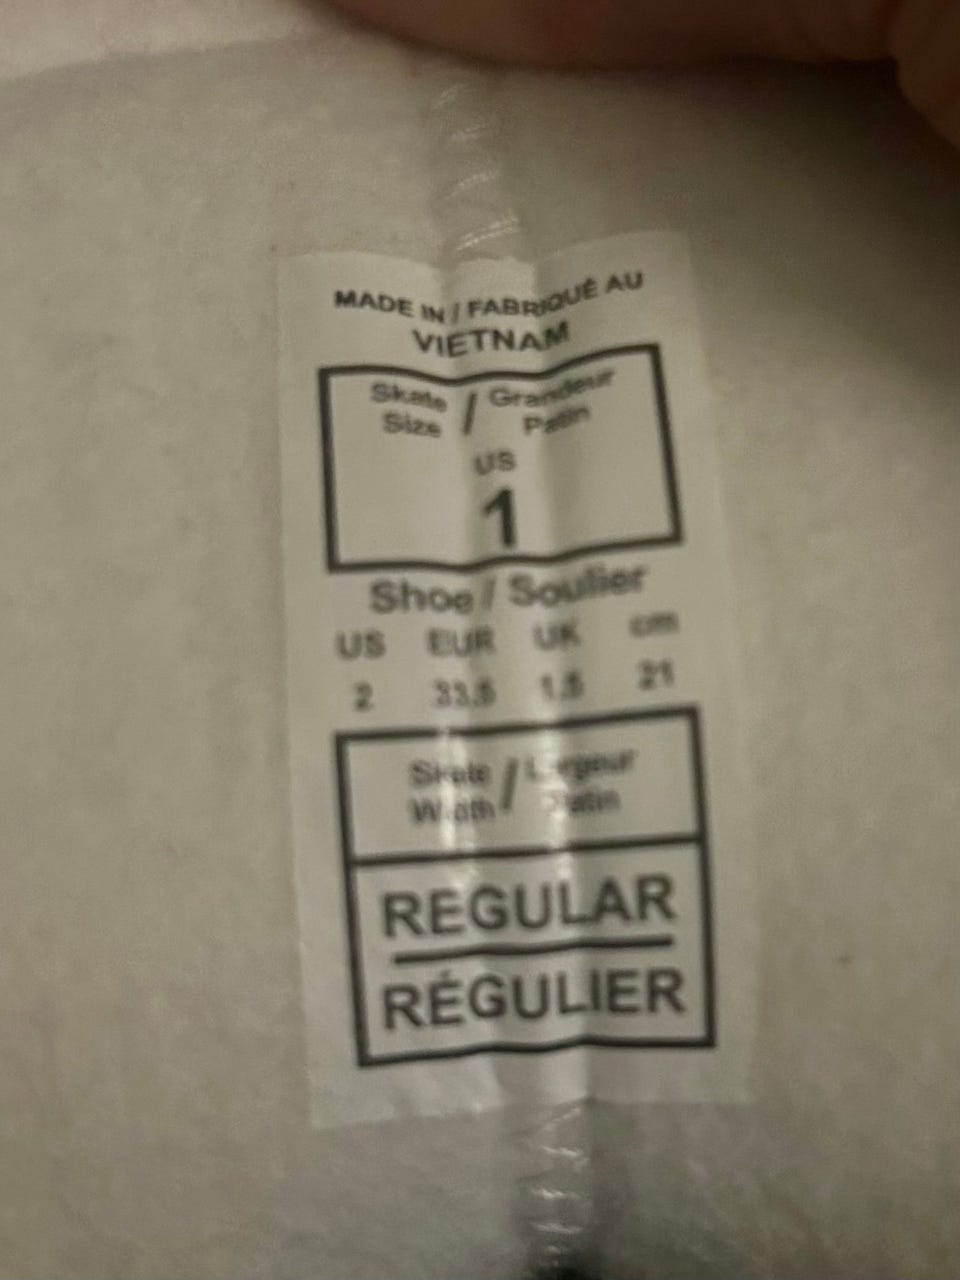 MADE IN / FABRIQUÉ AU
VIETNAM
Skate / Grandeur
Size Patin
US
1
Shoe / Soulier
US EUR UK cm
2 33.5 1.5 21
Skate / Largeur
Width Patin
REGULAR
RÉGULIER